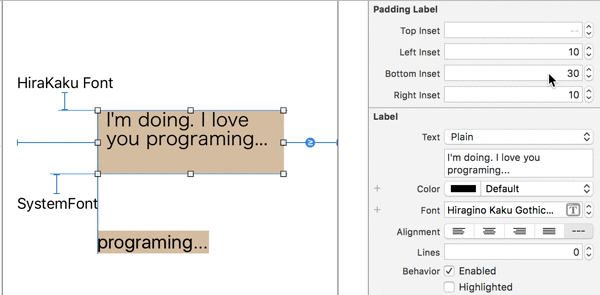 HiraKaku Font
I'm doing. I love
you programing...
SystemFont
programing...
Padding Label
Top Inset --
Left Inset 10
Bottom Inset 30
Right Inset 10
Label
Text Plain
I'm doing. I love you
programing...
+ Color Default
+ Font Hiragino Kaku Gothic... T
Alignment ---
Lines 0
Behavior Enabled
Highlighted